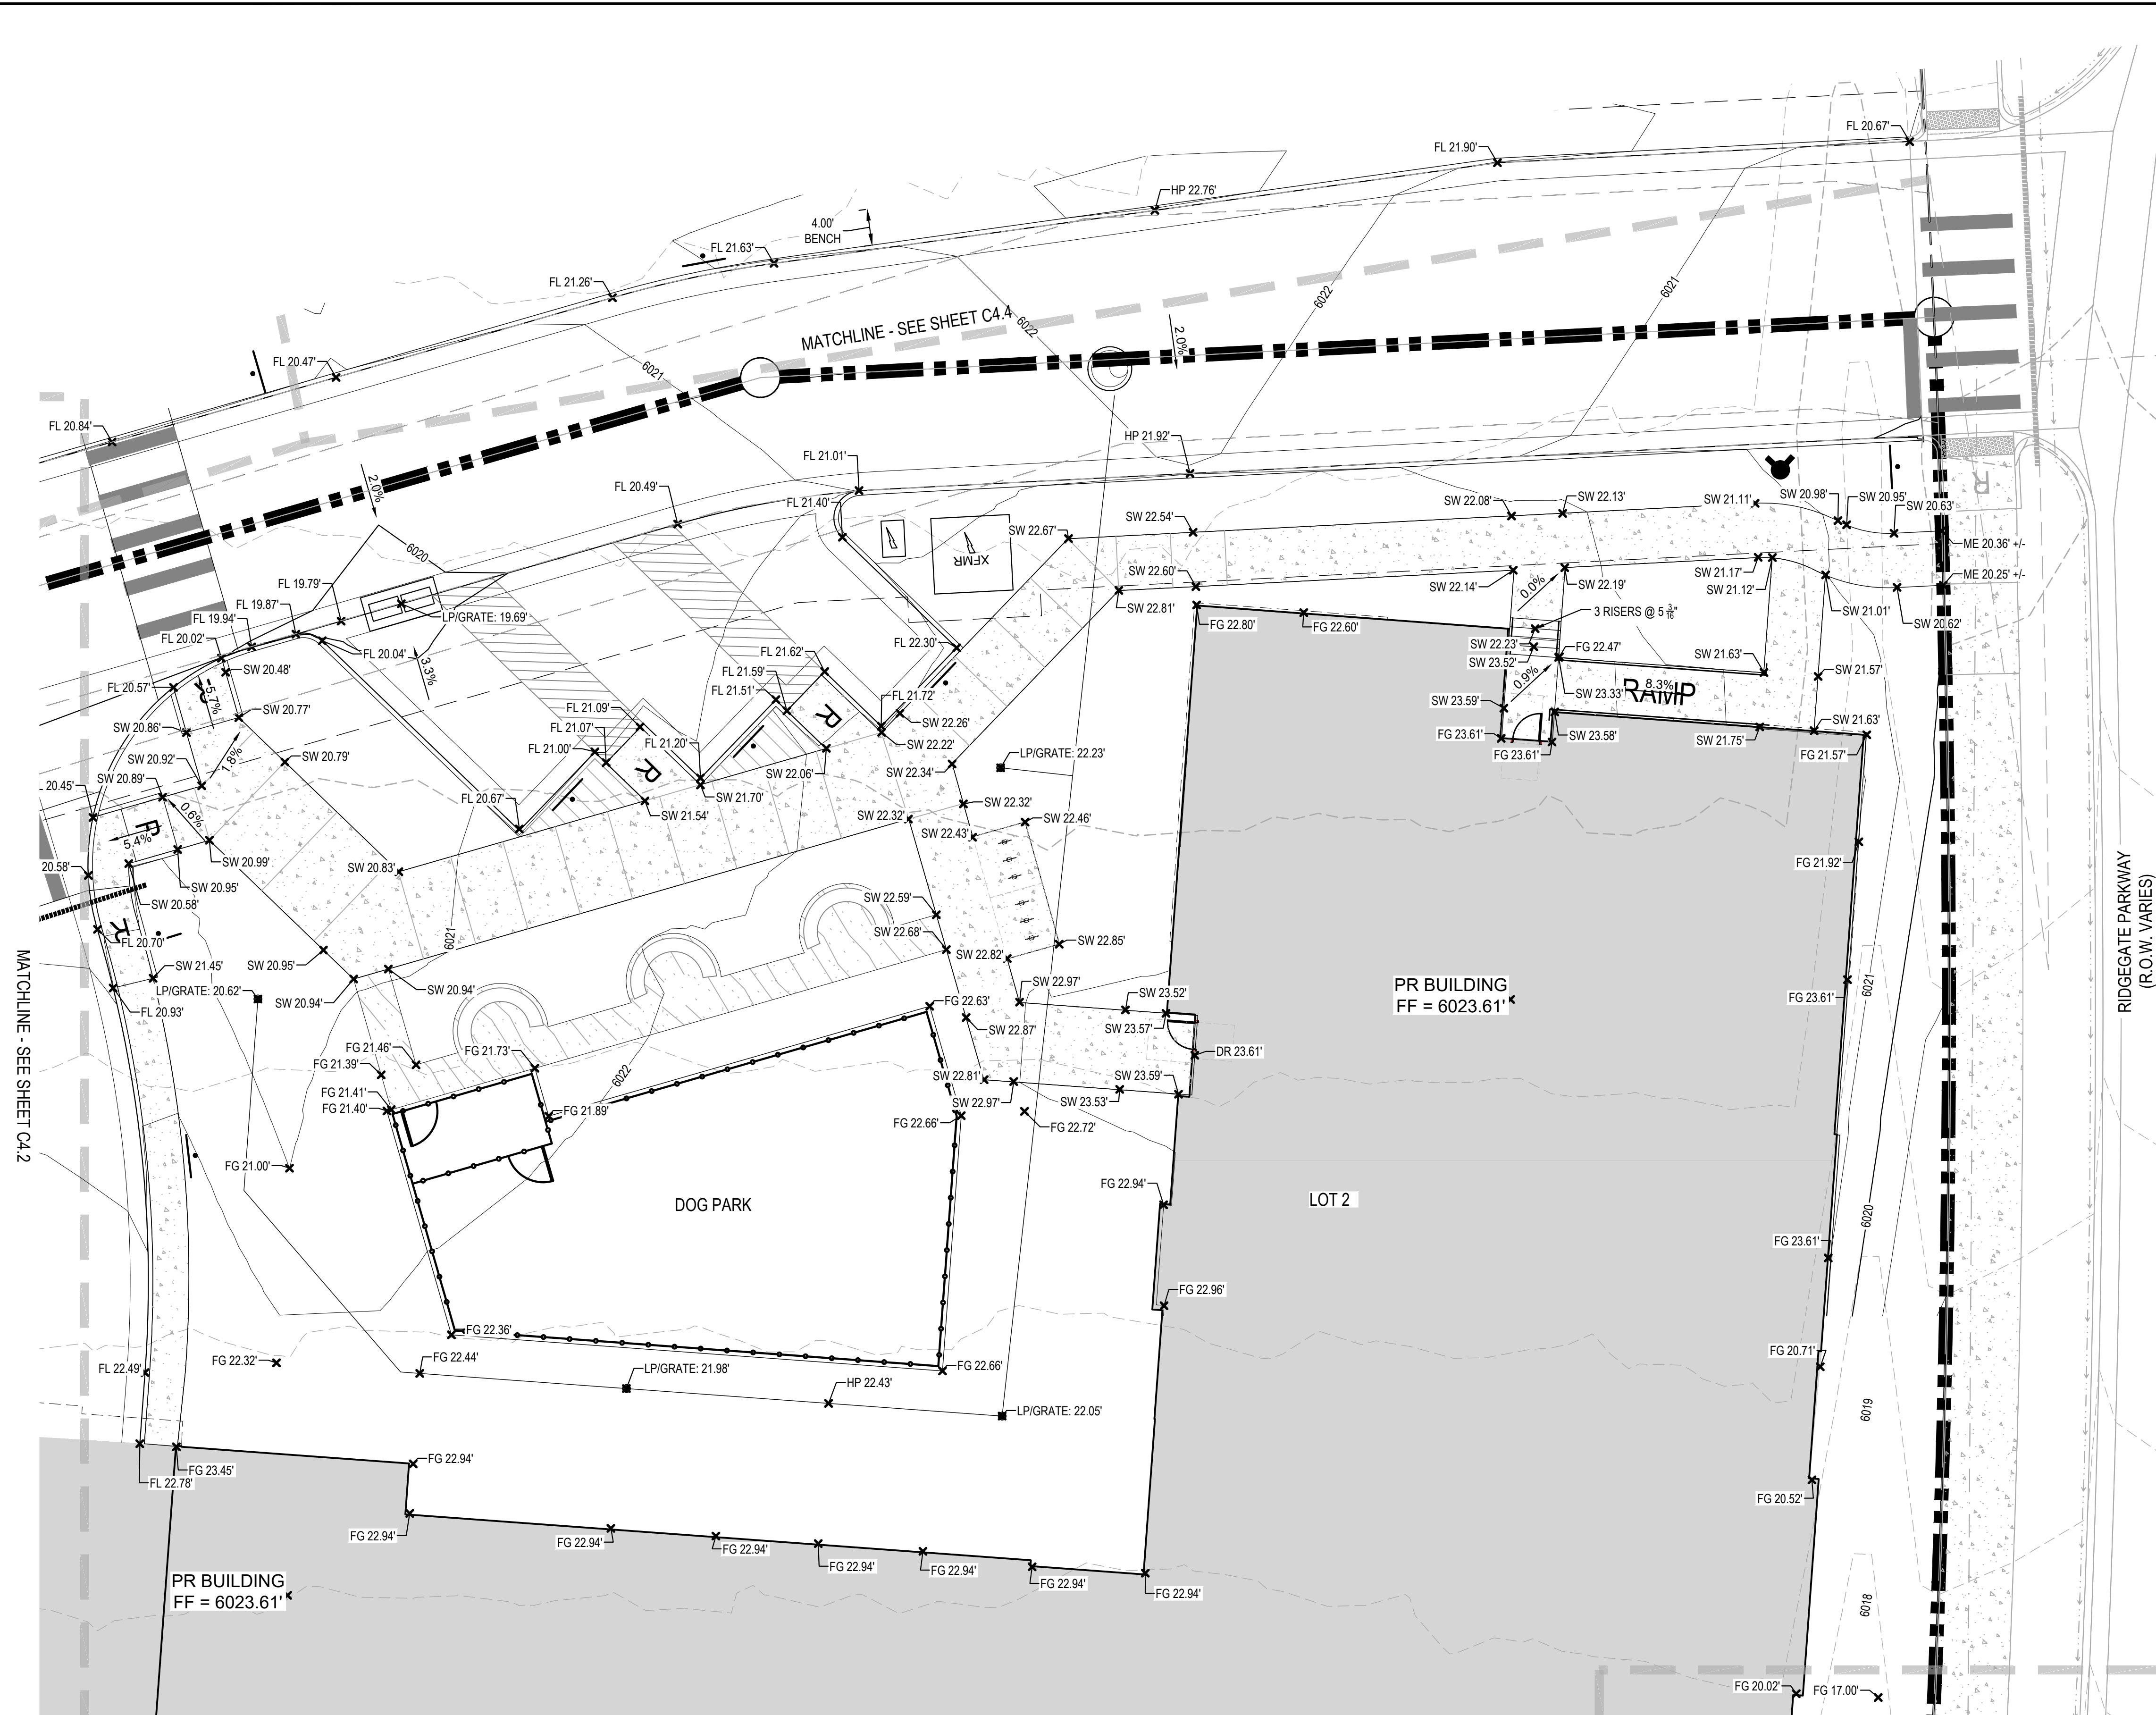 FL 20.67'
FL 21.90'
HP 22.76'
4.00'
BENCH
FL 21.63'
FL 21.26'
6021
6022
MATCHLINE - SEE SHEET C4.4
6022
2.0%
FL 20.47'
6021
FL 20.84'
HP 21.92'
FL 21.01'
2.0%
FL 20.49'
FL 21.40'
SW 22.08'
SW 22.13'
SW 21.11'
SW 20.98'
SW 20.95'
SW 20.63'
SW 22.54'
SW 22.67'
XFMR
ME 20.36' +/-
6020
SW 22.60'
SW 22.14'
0.0%
SW 22.19'
SW 21.17'
SW 21.12'
ME 20.25' +/-
FL 19.79'
FL 19.87'
FL 19.94'
LP/GRATE: 19.69'
SW 22.81'
3 RISERS @ 5 3/16"
SW 21.01'
SW 20.62'
FG 22.80'
FG 22.60'
FL 20.02'
FL 20.04'
3.3%
FL 22.30'
SW 22.23'
FG 22.47'
SW 23.52'
SW 21.63'
SW 21.57'
FL 21.62'
FL 21.59'
FL 21.51'
SW 20.48'
FL 20.57'
5.7%
R
0.9%
8.3%
RAMP
SW 23.33'
SW 23.59'
FL 21.09'
FL 21.72'
SW 20.77'
R
SW 22.26'
SW 22.22'
FL 21.07'
FL 21.00'
FL 21.20'
SW 20.86'
FG 23.61'
SW 23.58'
SW 21.75'
SW 21.63'
FG 21.57'
FG 23.61'
1.8%
SW 20.92'
SW 20.89'
SW 20.79'
R
SW 22.06'
SW 22.34'
LP/GRATE: 22.23'
20.45'
0.6%
FL 20.67'
SW 21.70'
SW 21.54'
SW 22.32'
SW 22.32'
SW 22.43'
SW 22.46'
R
5.4%
SW 20.99'
SW 20.83'
FG 21.92'
20.58'
SW 20.95'
SW 20.58'
R
FL 20.70'
6021
SW 22.59'
SW 22.68'
SW 22.82'
SW 22.85'
SW 20.95'
SW 21.45'
LP/GRATE: 20.62'
SW 20.94'
SW 20.94'
FL 20.93'
SW 22.97'
SW 23.52'
FG 22.63'
PR BUILDING
FF = 6023.61'
FG 23.61'
6021
RIDGEGATE PARKWAY
(R.O.W. VARIES)
MATCHLINE - SEE SHEET C4.2
SW 22.87'
SW 23.57'
DR 23.61'
FG 21.46'
FG 21.73'
FG 21.39'
6022
SW 22.81'
SW 23.59'
FG 21.41'
FG 21.40'
FG 21.89'
SW 22.97'
SW 23.53'
FG 22.66'
FG 22.72'
FG 21.00'
FG 22.94'
DOG PARK
LOT 2
6020
FG 23.61'
FG 22.96'
FG 22.36'
FG 22.32'
FL 22.49'
FG 22.44'
LP/GRATE: 21.98'
FG 22.66'
HP 22.43'
LP/GRATE: 22.05'
FG 20.71'
6019
FG 22.94'
FG 23.45'
FL 22.78'
FG 20.52'
FG 22.94'
FG 22.94'
FG 22.94'
FG 22.94'
FG 22.94'
FG 22.94'
FG 22.94'
PR BUILDING
FF = 6023.61'
6018
FG 20.02'
FG 17.00'